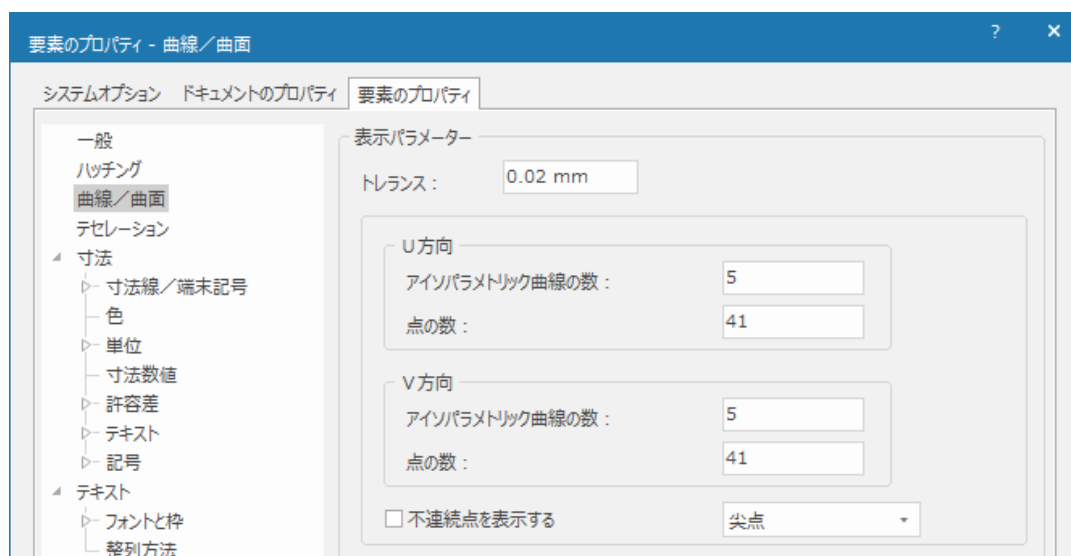 要素のプロパティ - 曲線／曲面
? ×
システムオプション ドキュメントのプロパティ 要素のプロパティ
一般
ハッチング
曲線／曲面
テセレーション
寸法
寸法線／端末記号
色
単位
寸法数値
許容差
テキスト
記号
テキスト
フォントと枠
整列方法
表示パラメーター
トレランス： 0.02 mm
U方向
アイソパラメトリック曲線の数： 5
点の数： 41
V方向
アイソパラメトリック曲線の数： 5
点の数： 41
不連続点を表示する 尖点